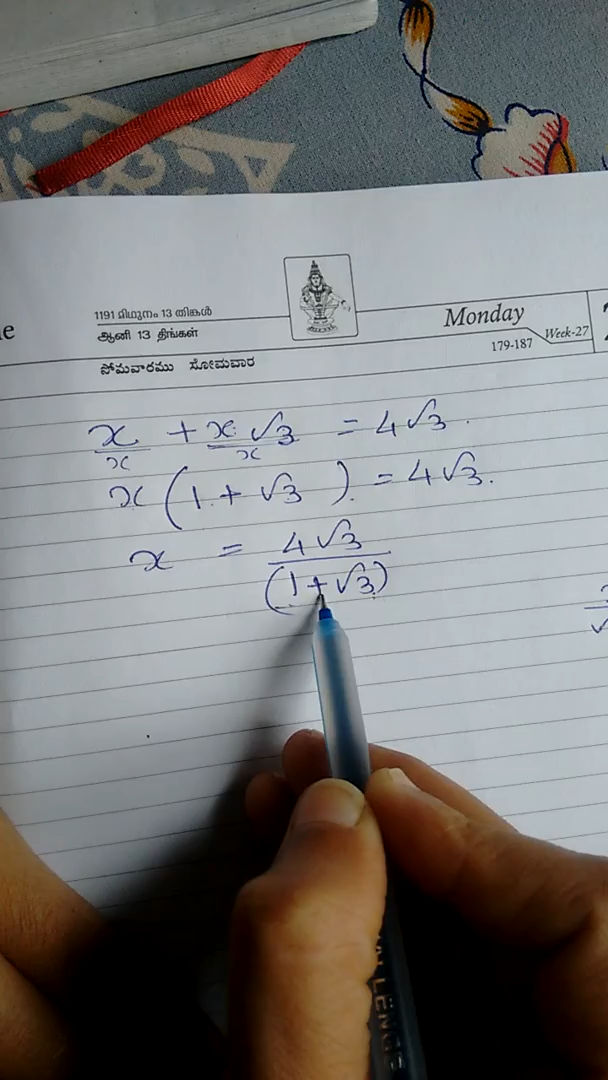 1191 മിഥുനം 13 തിങ്കൾ
ஆனி 13 திங்கள்
సోమవారము ಸೋಮವಾರ
Monday
179-187 Week-27
x/x + x√3/x = 4√3.
x (1 + √3) = 4√3.
x = 4√3/(1+√3)